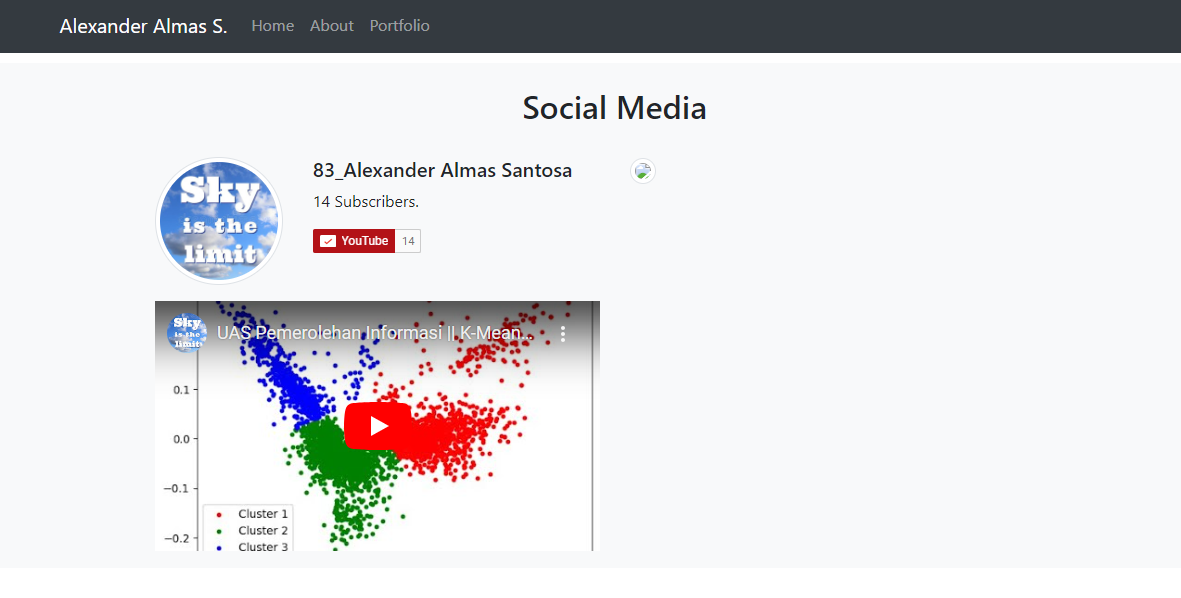 Alexander Almas S. Home About Portfolio
Social Media
Sky
is the
limit
83_Alexander Almas Santosa
14 Subscribers.
YouTube 14
Sky
is the
limit
UAS Pemerolehan Informasi || K-Mean...
0.1
0.0
−0.1
−0.2
Cluster 1
Cluster 2
Cluster 3